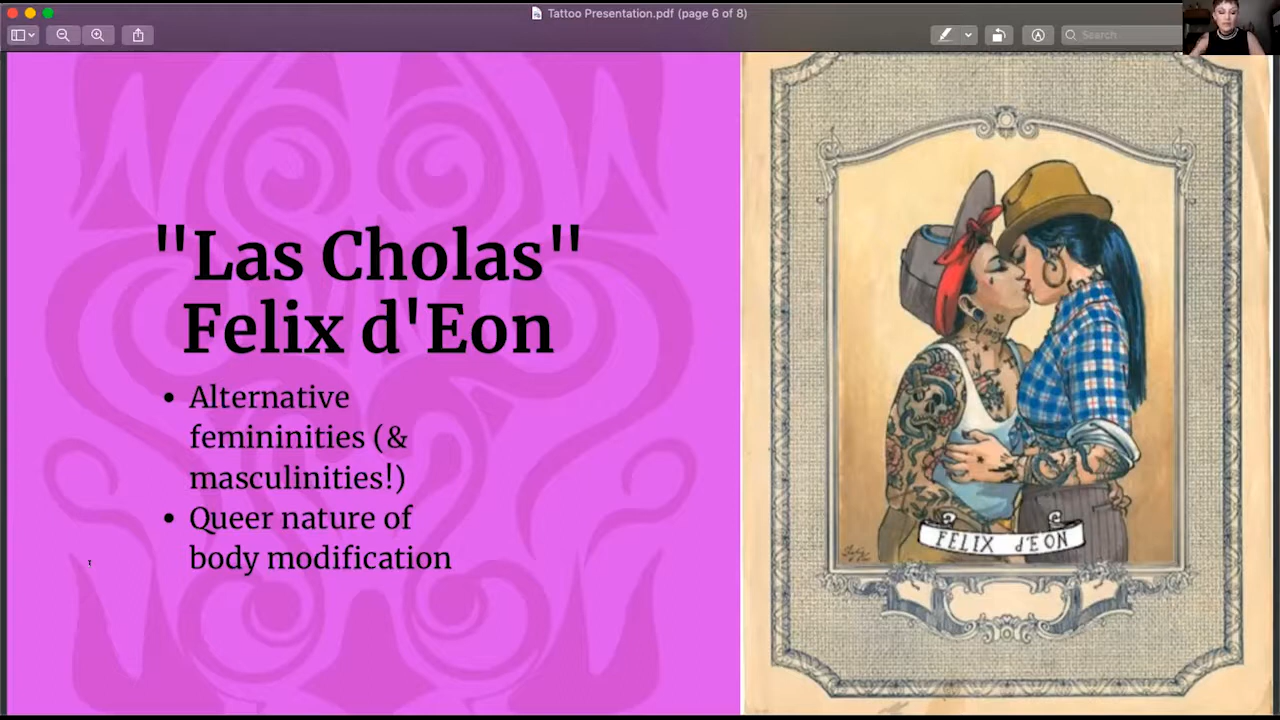 Tattoo Presentation.pdf (page 6 of 8)
Search
"Las Cholas"
Felix d'Eon
• Alternative
femininities (&
masculinities!)
• Queer nature of
body modification
FELIX d'EON